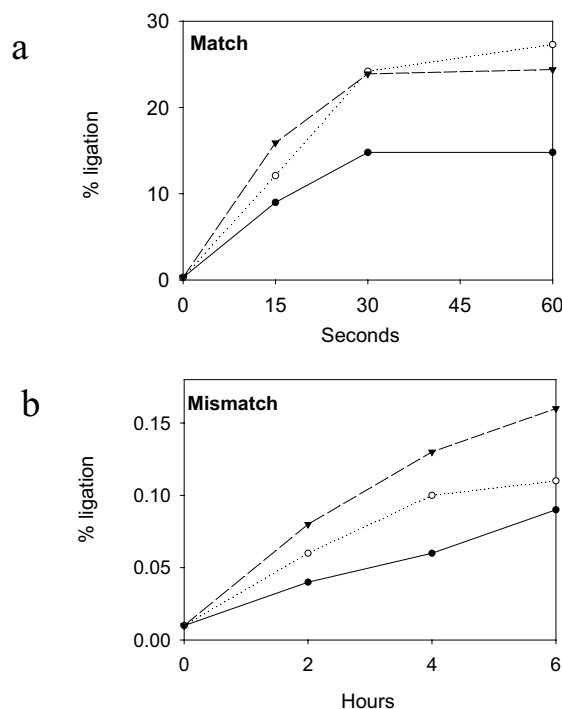 a
Match
30
20
10
0
% ligation
0 15 30 45 60
Seconds
b
Mismatch
0.15
0.10
0.05
0.00
% ligation
0 2 4 6
Hours